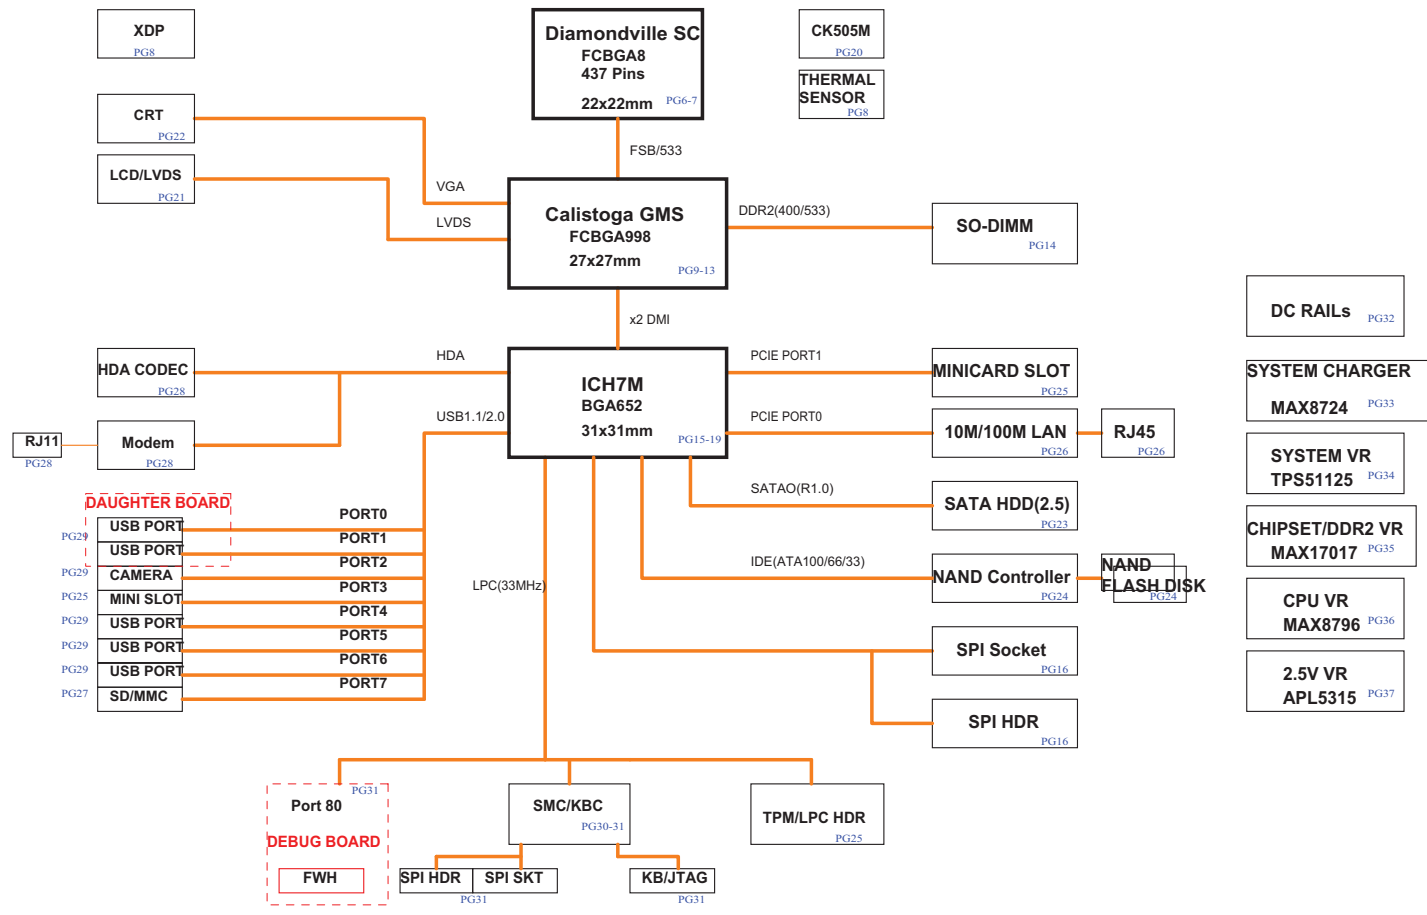 XDP
PG8
Diamondville SC
FCBGA8
437 Pins
22x22mm PG6-7
CK505M
PG20
THERMAL
SENSOR
PG8
CRT
PG22
LCD/LVDS
PG21
FSB/533
VGA
LVDS
Calistoga GMS
FCBGA998
27x27mm
PG9-13
DDR2(400/533)
SO-DIMM
PG14
x2 DMI
DC RAILs PG32
HDA CODEC
PG28
HDA
USB1.1/2.0
ICH7M
BGA652
31x31mm
PG15-19
PCIE PORT1
MINICARD SLOT
PG25
PCIE PORT0
10M/100M LAN
PG26
RJ45
PG26
SYSTEM CHARGER
MAX8724 PG33
RJ11
PG28
Modem
PG28
SYSTEM VR
TPS51125 PG34
SATAO(R1.0)
SATA HDD(2.5)
PG23
CHIPSET/DDR2 VR
MAX17017 PG35
DAUGHTER BOARD
USB PORT PORT0
PG29
USB PORT PORT1
PORT2
PG29 CAMERA
PORT3
PG25 MINI SLOT
PORT4
PG29 USB PORT
PORT5
PG29 USB PORT
PORT6
PG29 USB PORT
PORT7
PG27 SD/MMC
LPC(33MHz)
IDE(ATA100/66/33)
NAND Controller
PG24
NAND
FLASH DISK
PG24
CPU VR
MAX8796 PG36
SPI Socket
PG16
2.5V VR
APL5315 PG37
SPI HDR
PG16
PG31
Port 80
DEBUG BOARD
FWH
SMC/KBC
PG30-31
TPM/LPC HDR
PG25
SPI HDR SPI SKT
PG31
KB/JTAG
PG31